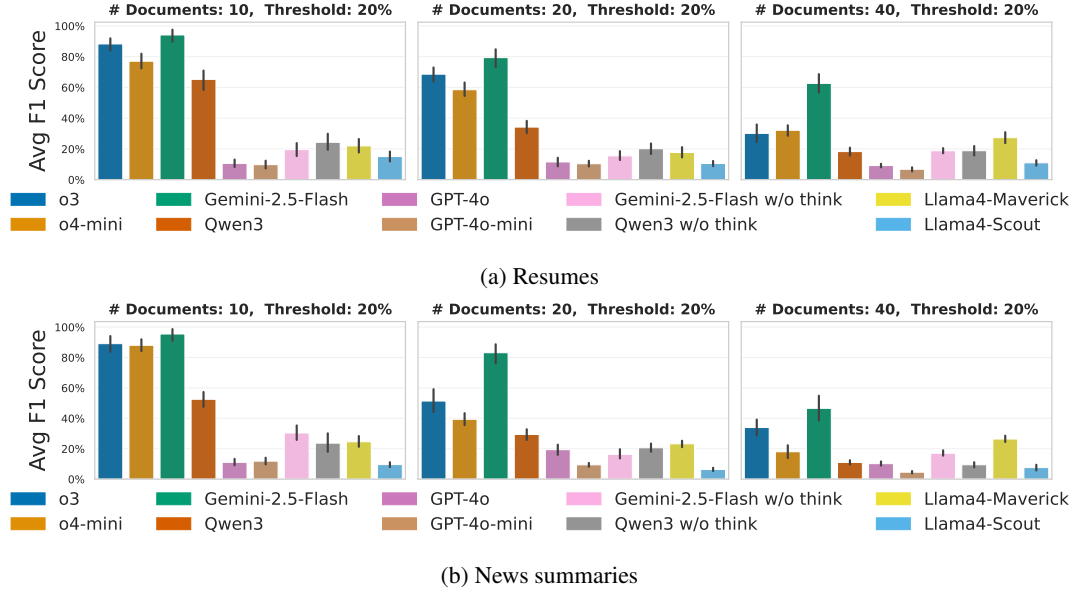 # Documents: 10, Threshold: 20%
# Documents: 20, Threshold: 20%
# Documents: 40, Threshold: 20%
Avg F1 Score
100%
80%
60%
40%
20%
0%
o3
Gemini-2.5-Flash
GPT-4o
Gemini-2.5-Flash w/o think
Llama4-Maverick
o4-mini
Qwen3
GPT-4o-mini
Qwen3 w/o think
Llama4-Scout
(a) Resumes
# Documents: 10, Threshold: 20%
# Documents: 20, Threshold: 20%
# Documents: 40, Threshold: 20%
Avg F1 Score
100%
80%
60%
40%
20%
0%
o3
Gemini-2.5-Flash
GPT-4o
Gemini-2.5-Flash w/o think
Llama4-Maverick
o4-mini
Qwen3
GPT-4o-mini
Qwen3 w/o think
Llama4-Scout
(b) News summaries